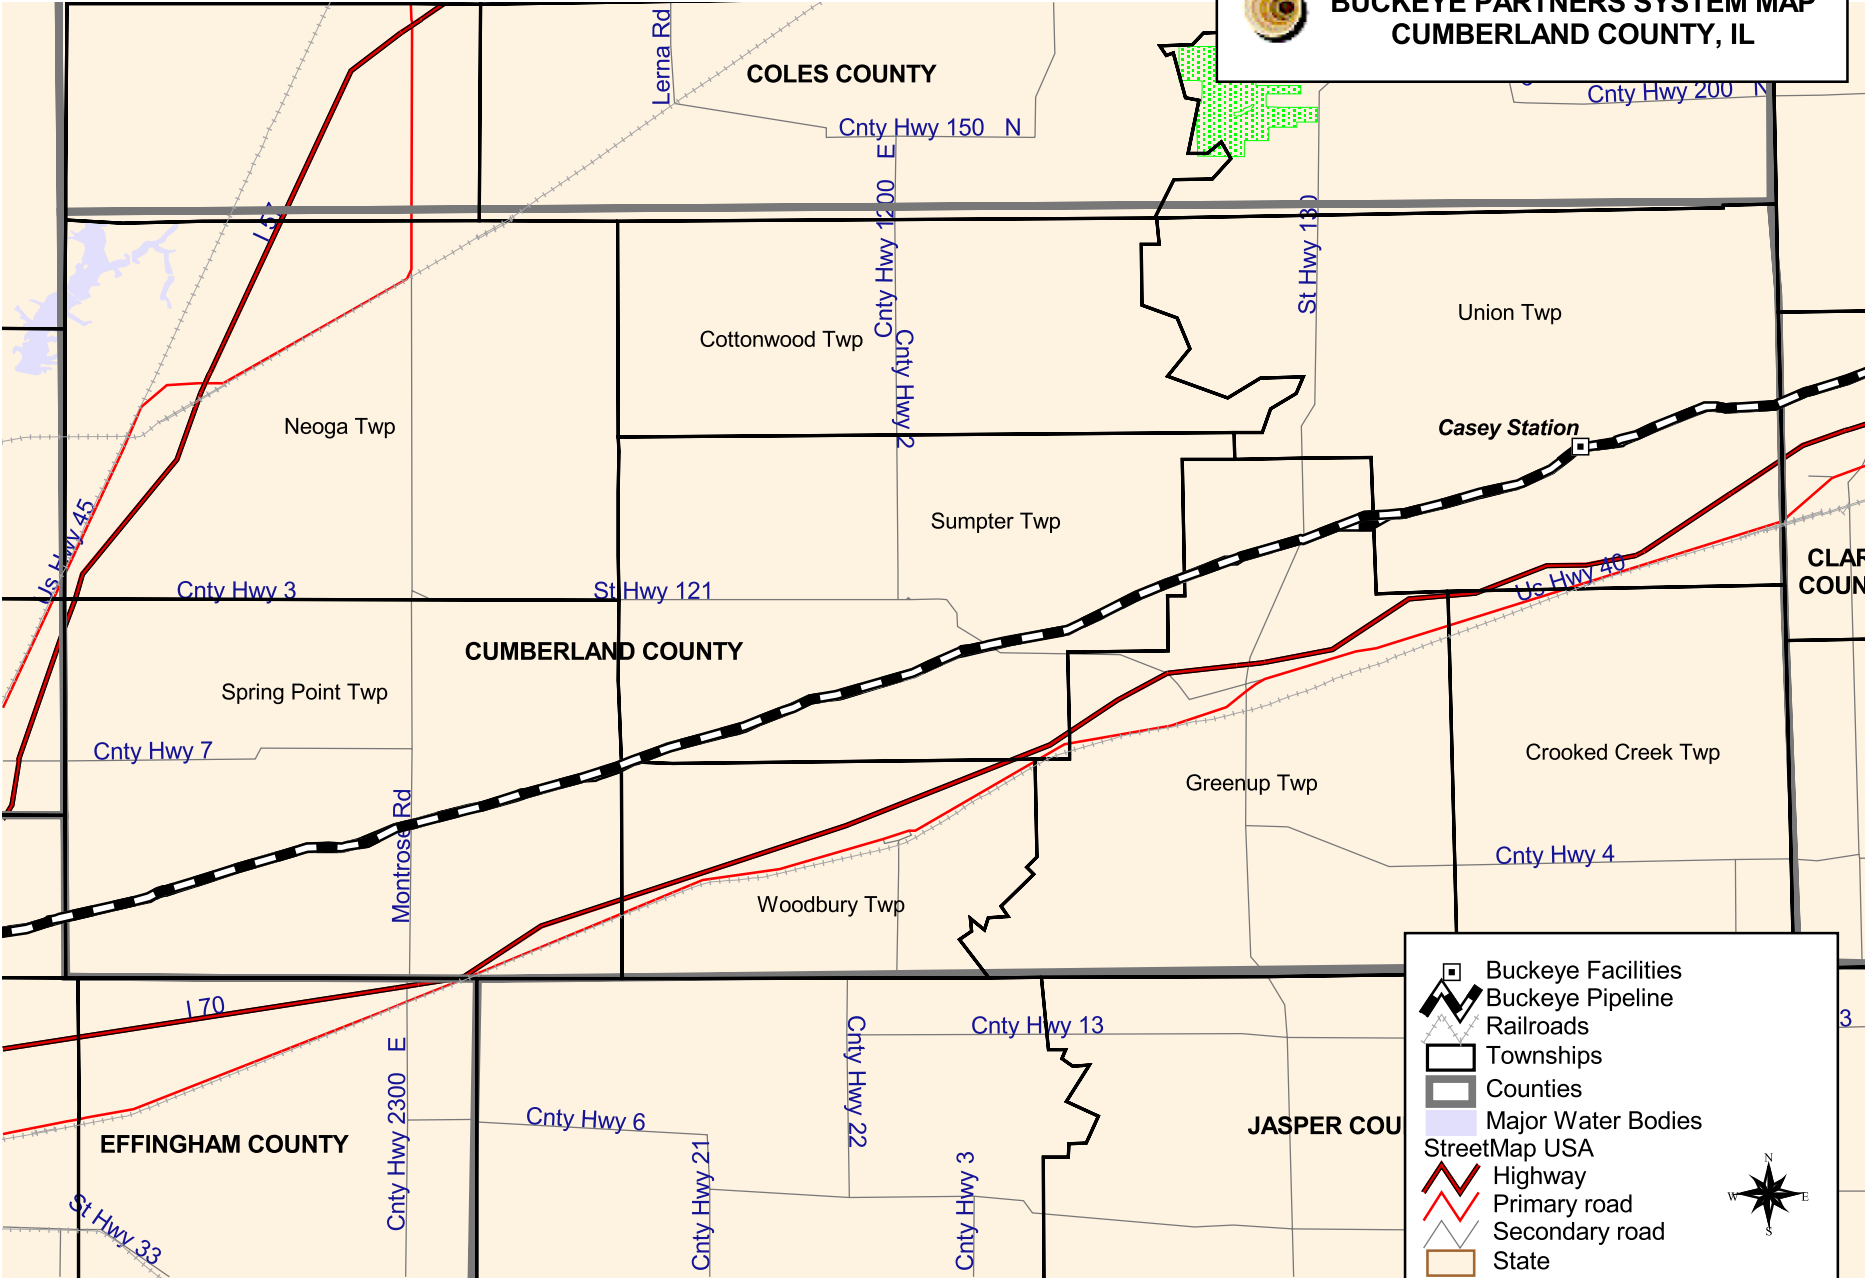 BUCKEYE PARTNERS SYSTEM MAP
CUMBERLAND COUNTY, IL
Lerna Rd
COLES COUNTY
Cnty Hwy 200 N
Cnty Hwy 150 N
Cnty Hwy 1200 E
I 57
St Hwy 130
Union Twp
Cottonwood Twp
Cnty Hwy 2
Neoga Twp
Casey Station
Sumpter Twp
Us Hwy 45
Cnty Hwy 3
St Hwy 121
Us Hwy 40
CLAR
COUN
CUMBERLAND COUNTY
Spring Point Twp
Cnty Hwy 7
Crooked Creek Twp
Greenup Twp
Montrose Rd
Cnty Hwy 4
Woodbury Twp
I 70
Cnty Hwy 13
3
Cnty Hwy 2300 E
Cnty Hwy 22
Cnty Hwy 6
JASPER COU
EFFINGHAM COUNTY
Cnty Hwy 21
Cnty Hwy 3
St Hwy 33
Buckeye Facilities
Buckeye Pipeline
Railroads
Townships
Counties
Major Water Bodies
StreetMap USA
Highway
Primary road
Secondary road
State
N
W E
S